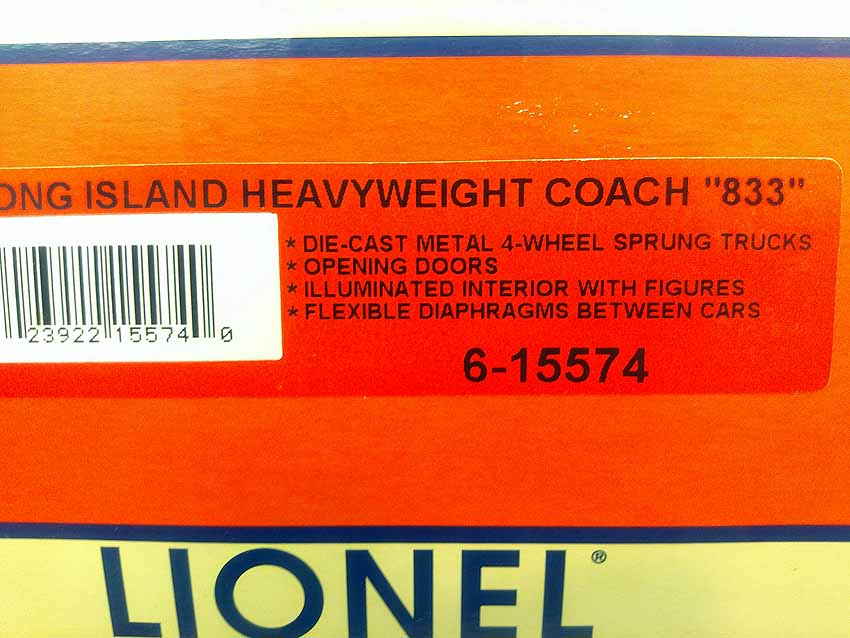 ONG ISLAND HEAVYWEIGHT COACH "833"
* DIE-CAST METAL 4-WHEEL SPRUNG TRUCKS
* OPENING DOORS
* ILLUMINATED INTERIOR WITH FIGURES
* FLEXIBLE DIAPHRAGMS BETWEEN CARS
23922 15574 0
6-15574
LIONEL®